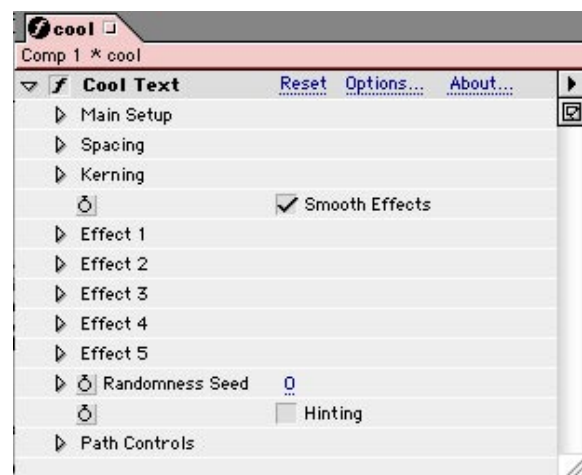 cool
Comp 1 * cool
f Cool Text Reset Options... About...
Main Setup
Spacing
Kerning
Smooth Effects
Effect 1
Effect 2
Effect 3
Effect 4
Effect 5
Randomness Seed 0
Hinting
Path Controls